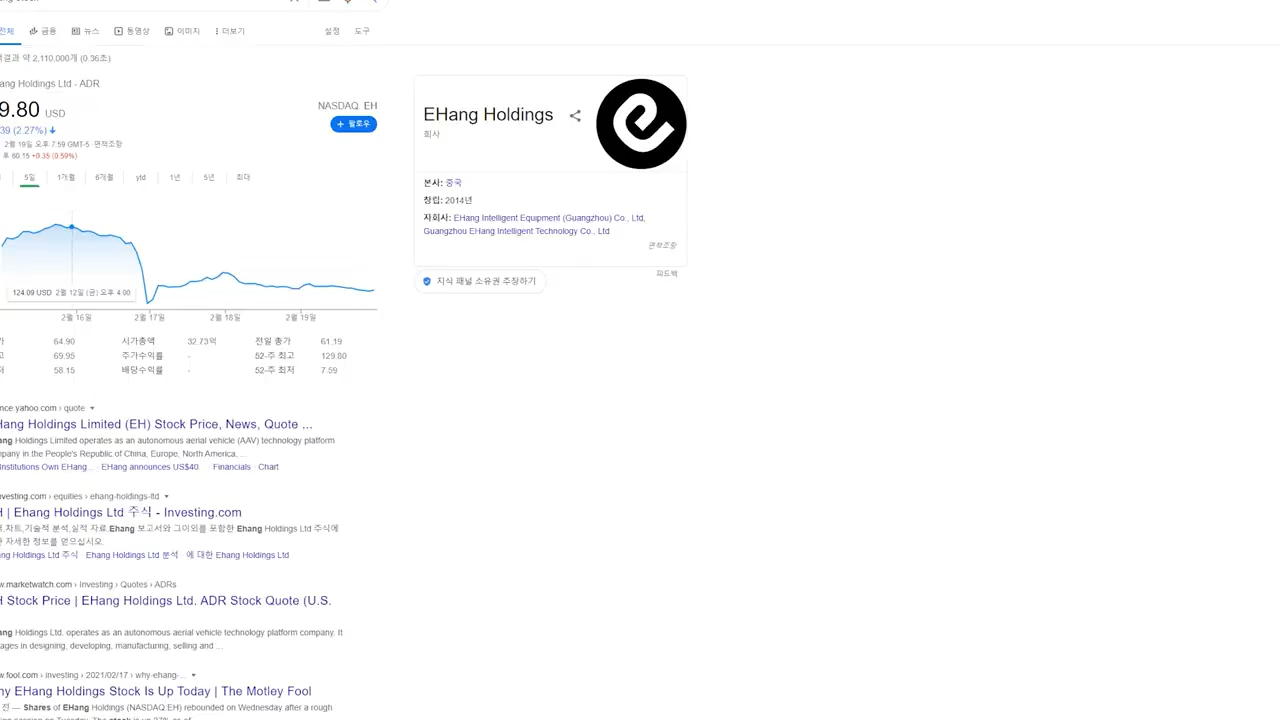 전체 금융 뉴스 동영상 이미지 더보기 설정 도구
결과 약 2,110,000개 (0.36초)
Holdings Ltd - ADR
9.80 USD
NASDAQ: EH
39 (2.27%)
+ 팔로우
2월 19일 오후 7:59 GMT-5 · 면책조항
후 60.15 +0.35 (0.59%)
5일 1개월 6개월 ytd 1년 5년 최대
124.09 USD 2월 12일 (금) 오후 4:00
2월 16일 2월 17일 2월 18일 2월 19일
64.90 시가총액 32.73억 전일 종가 61.19
69.95 주가수익률 - 52-주 최고 129.80
58.15 배당수익률 - 52-주 최저 7.59
yahoo.com › quote
Holdings Limited (EH) Stock Price, News, Quote ...
Holdings Limited operates as an autonomous aerial vehicle (AAV) technology platform
in the People's Republic of China, Europe, North America, ...
Institutions Own EHang... · EHang announces US$40. · Financials · Chart
› equities › ehang-holdings-ltd
| Ehang Holdings Ltd 주식 - Investing.com
차트,기술적 분석,실적 자료,Ehang 보고서와 그이외를 포함한 Ehang Holdings Ltd 주식에
자세한 정보를 얻으십시오.
Holdings Ltd 주식 · Ehang Holdings Ltd 분석 · 에 대한 Ehang Holdings Ltd
marketwatch.com › Investing › Quotes › ADRs
Stock Price | EHang Holdings Ltd. ADR Stock Quote (U.S.
Holdings Ltd. operates as an autonomous aerial vehicle technology platform company. It
in designing, developing, manufacturing, selling and ...
fool.com › investing › 2021/02/17 › why-ehang-...
EHang Holdings Stock Is Up Today | The Motley Fool
전 — Shares of EHang Holdings (NASDAQ:EH) rebounded on Wednesday after a rough
EHang Holdings
회사
본사: 중국
창립: 2014년
자회사: EHang Intelligent Equipment (Guangzhou) Co., Ltd,
Guangzhou EHang Intelligent Technology Co., Ltd
면책조항
피드백
지식 패널 소유권 주장하기